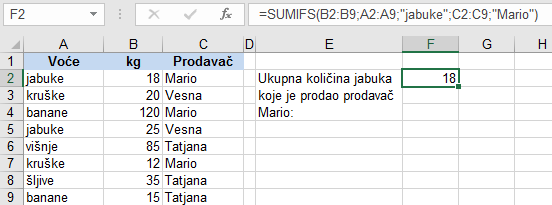 F2 fx =SUMIFS(B2:B9;A2:A9;"jabuke";C2:C9;"Mario")
A B C D E F G H
1 Voće kg Prodavač
2 jabuke 18 Mario Ukupna količina jabuka 18
3 kruške 20 Vesna koje je prodao prodavač
4 banane 120 Mario Mario:
5 jabuke 25 Vesna
6 višnje 85 Tatjana
7 kruške 12 Mario
8 šljive 35 Tatjana
9 banane 15 Tatjana